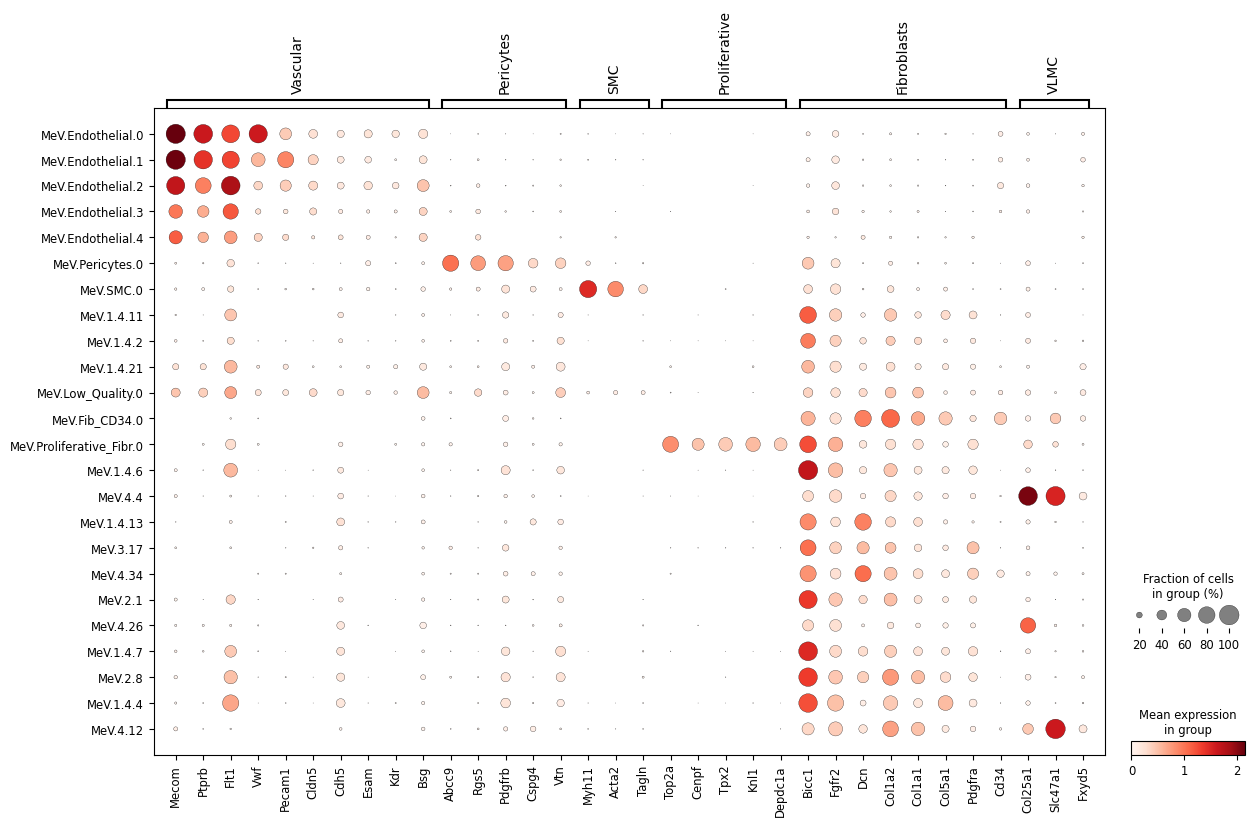 Vascular
Pericytes
SMC
Proliferative
Fibroblasts
VLMC
MeV.Endothelial.0
MeV.Endothelial.1
MeV.Endothelial.2
MeV.Endothelial.3
MeV.Endothelial.4
MeV.Pericytes.0
MeV.SMC.0
MeV.1.4.11
MeV.1.4.2
MeV.1.4.21
MeV.Low_Quality.0
MeV.Fib_CD34.0
MeV.Proliferative_Fibr.0
MeV.1.4.6
MeV.4.4
MeV.1.4.13
MeV.3.17
MeV.4.34
MeV.2.1
MeV.4.26
MeV.1.4.7
MeV.2.8
MeV.1.4.4
MeV.4.12
Mecom
Ptprb
Flt1
Vwf
Pecam1
Cldn5
Cdh5
Esam
Kdr
Bsg
Abcc9
Rgs5
Pdgfrb
Cspg4
Vtn
Myh11
Acta2
Tagln
Top2a
Cenpf
Tpx2
Knl1
Depdc1a
Bicc1
Fgfr2
Dcn
Col1a2
Col1a1
Col5a1
Pdgfra
Cd34
Col25a1
Slc47a1
Fxyd5
Fraction of cells
in group (%)
20 40 60 80 100
Mean expression
in group
0 1 2